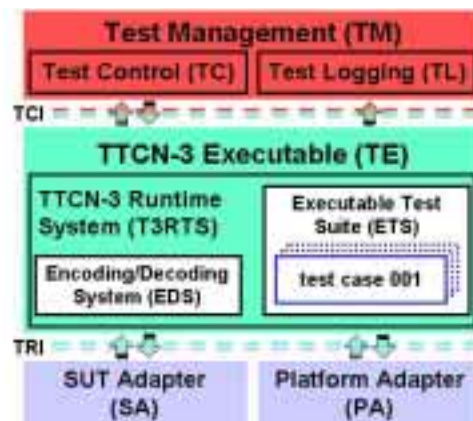 Test Management (TM)
Test Control (TC)
Test Logging (TL)
TCI
TTCN-3 Executable (TE)
TTCN-3 Runtime
System (T3RTS)
Encoding/Decoding
System (EDS)
Executable Test
Suite (ETS)
test case 001
TRI
SUT Adapter
(SA)
Platform Adapter
(PA)